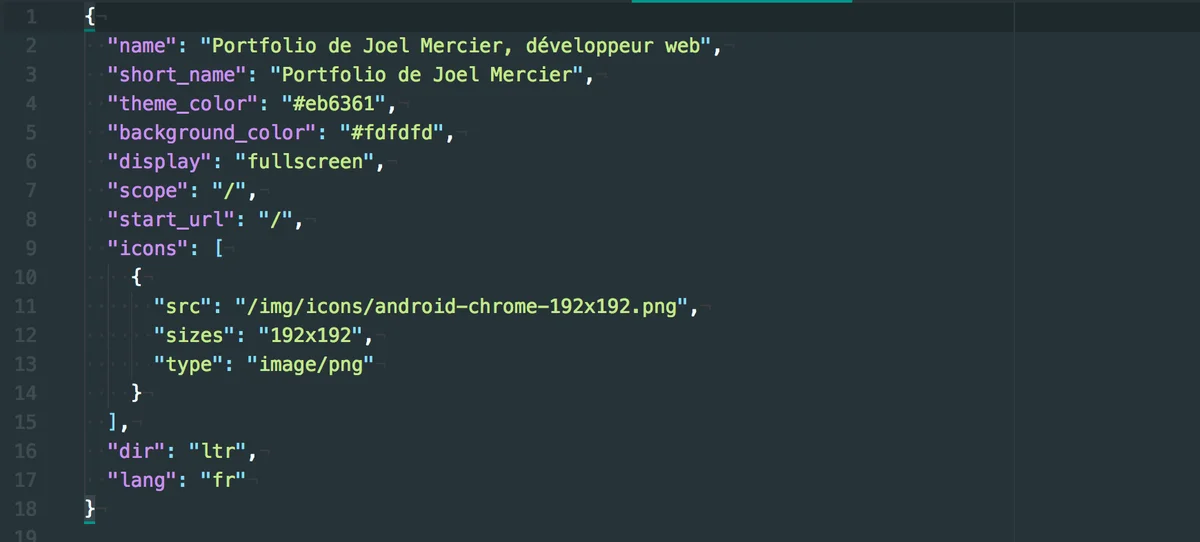 1 {
2 "name": "Portfolio de Joel Mercier, développeur web",
3 "short_name": "Portfolio de Joel Mercier",
4 "theme_color": "#eb6361",
5 "background_color": "#fdfdfd",
6 "display": "fullscreen",
7 "scope": "/",
8 "start_url": "/",
9 "icons": [
10 {
11 "src": "/img/icons/android-chrome-192x192.png",
12 "sizes": "192x192",
13 "type": "image/png"
14 }
15 ],
16 "dir": "ltr",
17 "lang": "fr"
18 }
19